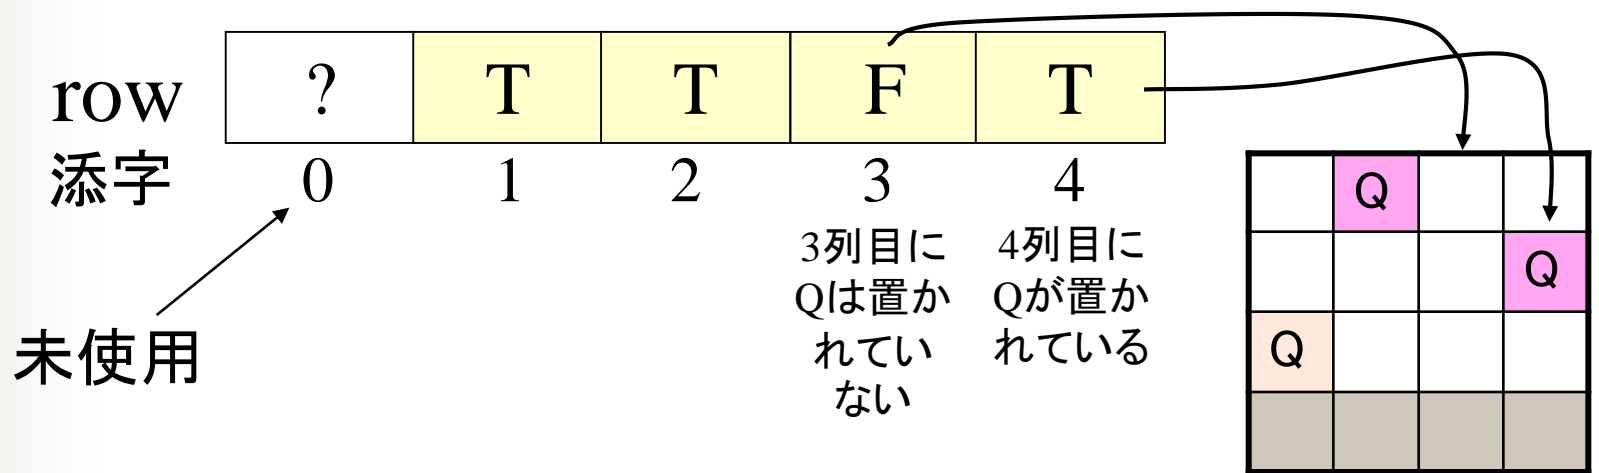 row ? T T F T
添字 0 1 2 3 4
未使用
3列目に
Qは置か
れてい
ない
4列目に
Qが置か
れている
Q
Q
Q